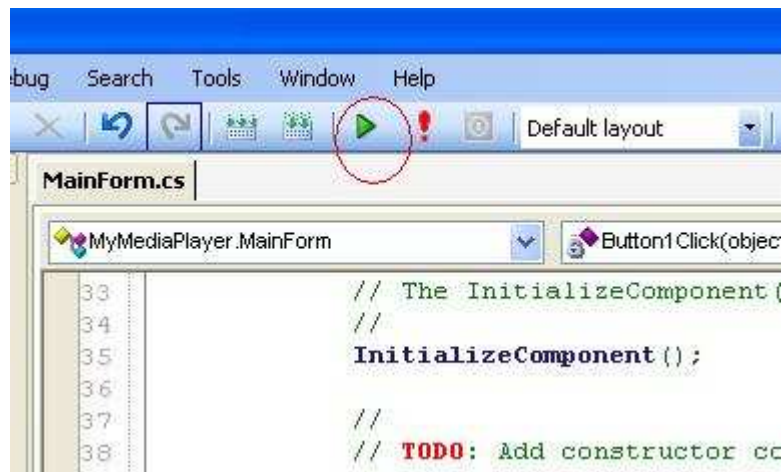 bug Search Tools Window Help
Default layout
MainForm.cs
MyMediaPlayer.MainForm Button1Click(objec
33 // The InitializeComponent(
34 //
35 InitializeComponent();
36
37 //
38 // TODO: Add constructor co